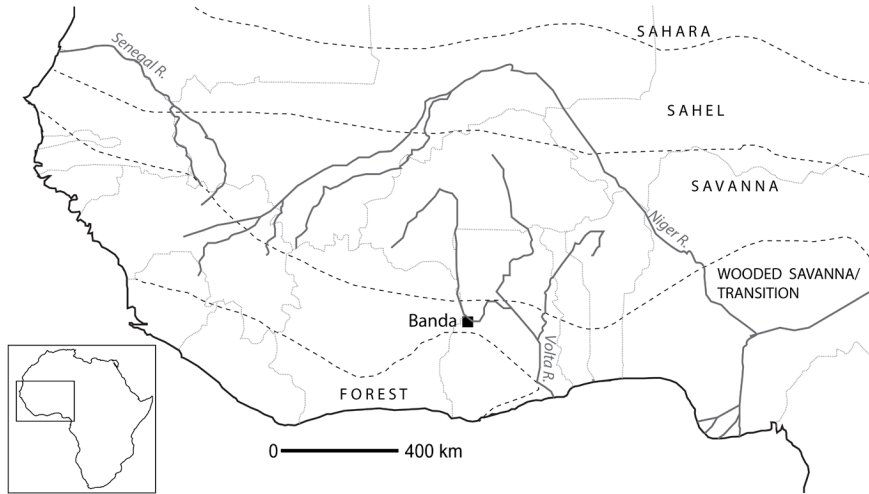 SAHARA
Senegal R.
SAHEL
SAVANNA
Niger R.
WOODED SAVANNA/
TRANSITION
Banda
Volta R.
FOREST
0 400 km